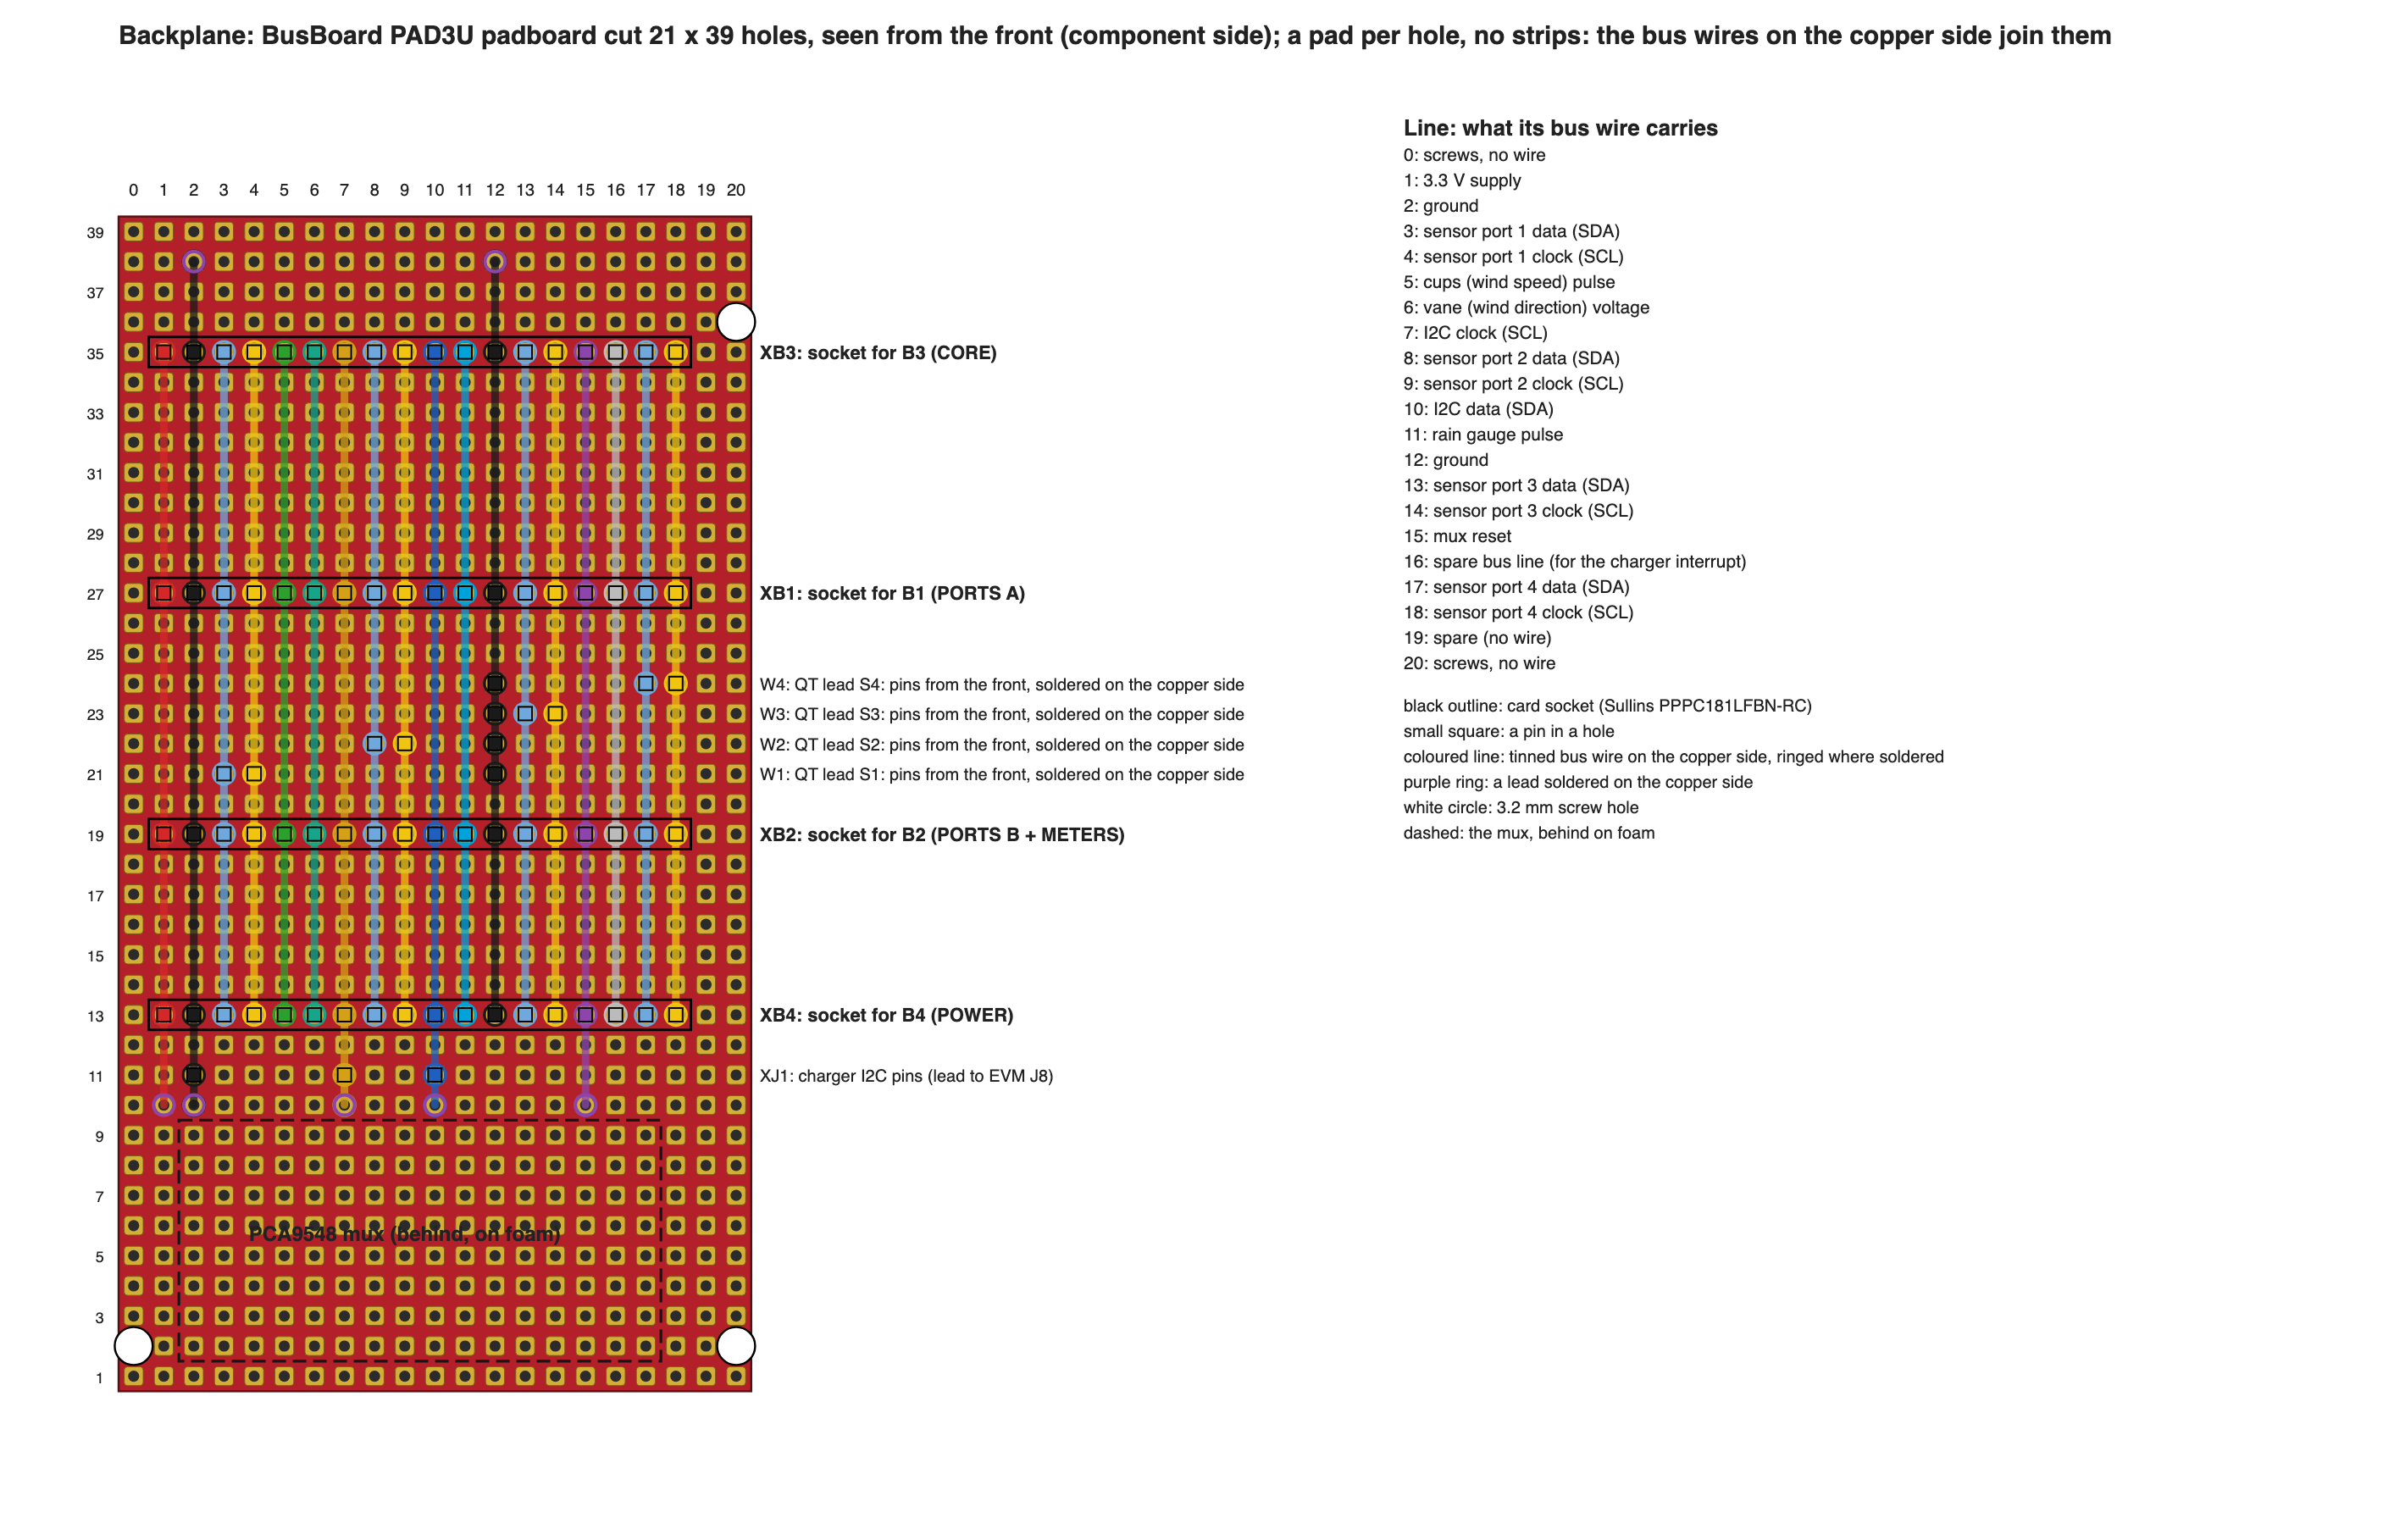 Backplane: BusBoard PAD3U padboard cut 21 x 39 holes, seen from the front (component side); a pad per hole, no strips: the bus wires on the copper side join them
0 1 2 3 4 5 6 7 8 9 10 11 12 13 14 15 16 17 18 19 20
39
37
35
XB3: socket for B3 (CORE)
33
31
29
27
XB1: socket for B1 (PORTS A)
25
W4: QT lead S4: pins from the front, soldered on the copper side
23
W3: QT lead S3: pins from the front, soldered on the copper side
W2: QT lead S2: pins from the front, soldered on the copper side
21
W1: QT lead S1: pins from the front, soldered on the copper side
19
XB2: socket for B2 (PORTS B + METERS)
17
15
13
XB4: socket for B4 (POWER)
11
XJ1: charger I2C pins (lead to EVM J8)
9
7
PCA9548 mux (behind, on foam)
5
3
1
Line: what its bus wire carries
0: screws, no wire
1: 3.3 V supply
2: ground
3: sensor port 1 data (SDA)
4: sensor port 1 clock (SCL)
5: cups (wind speed) pulse
6: vane (wind direction) voltage
7: I2C clock (SCL)
8: sensor port 2 data (SDA)
9: sensor port 2 clock (SCL)
10: I2C data (SDA)
11: rain gauge pulse
12: ground
13: sensor port 3 data (SDA)
14: sensor port 3 clock (SCL)
15: mux reset
16: spare bus line (for the charger interrupt)
17: sensor port 4 data (SDA)
18: sensor port 4 clock (SCL)
19: spare (no wire)
20: screws, no wire
black outline: card socket (Sullins PPPC181LFBN-RC)
small square: a pin in a hole
coloured line: tinned bus wire on the copper side, ringed where soldered
purple ring: a lead soldered on the copper side
white circle: 3.2 mm screw hole
dashed: the mux, behind on foam